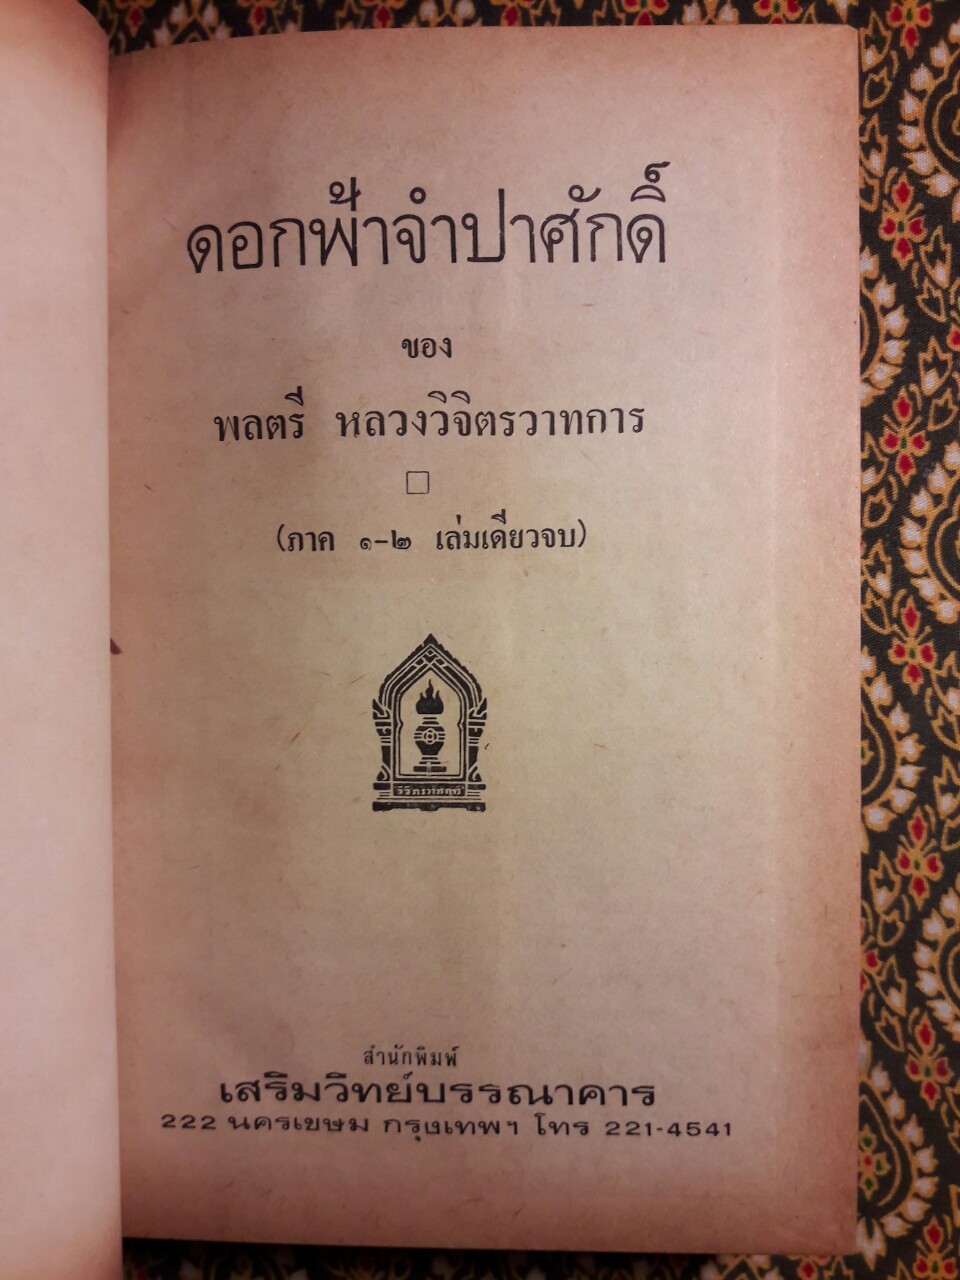 ดอกฟ้าจำปาศักดิ์
ของ
พลตรี หลวงวิจิตรวาทการ
(ภาค ๑-๒ เล่มเดียวจบ)
สำนักพิมพ์
เสริมวิทย์บรรณาคาร
222 นครเขษม กรุงเทพฯ โทร 221-4541